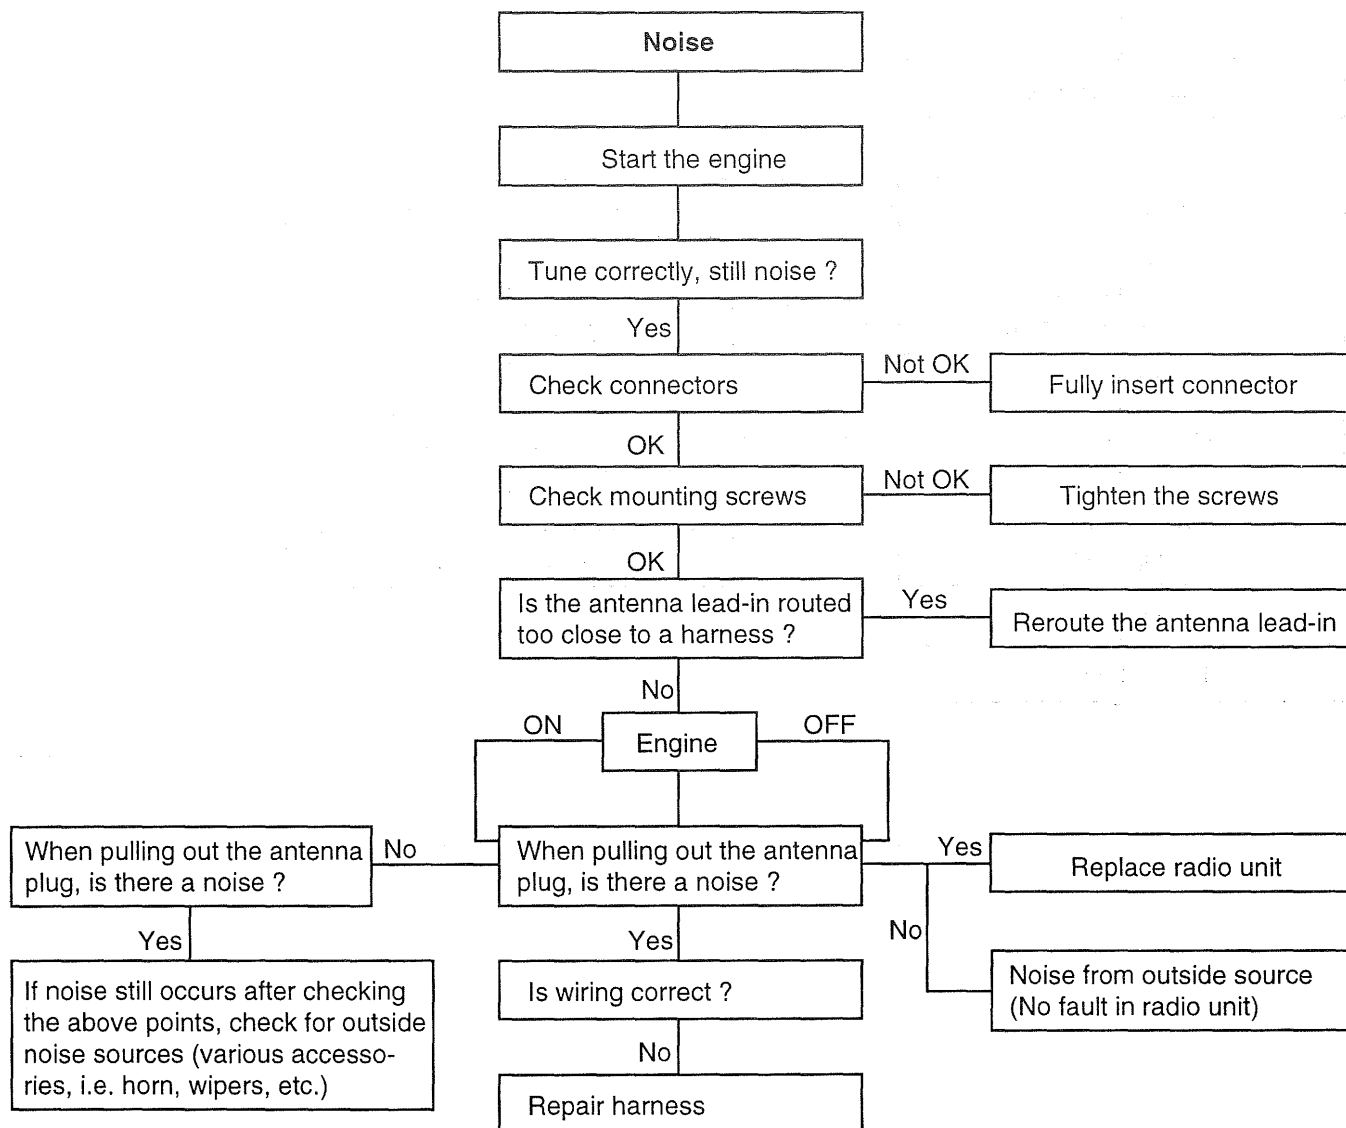 Noise
Start the engine
Tune correctly, still noise ?
Yes
Check connectors
Not OK
Fully insert connector
OK
Check mounting screws
Not OK
Tighten the screws
OK
Is the antenna lead-in routed
too close to a harness ?
Yes
Reroute the antenna lead-in
No
ON
Engine
OFF
When pulling out the antenna
plug, is there a noise ?
No
When pulling out the antenna
plug, is there a noise ?
Yes
Replace radio unit
No
Noise from outside source
(No fault in radio unit)
Yes
If noise still occurs after checking
the above points, check for outside
noise sources (various accesso-
ries, i.e. horn, wipers, etc.)
Yes
Is wiring correct ?
No
Repair harness